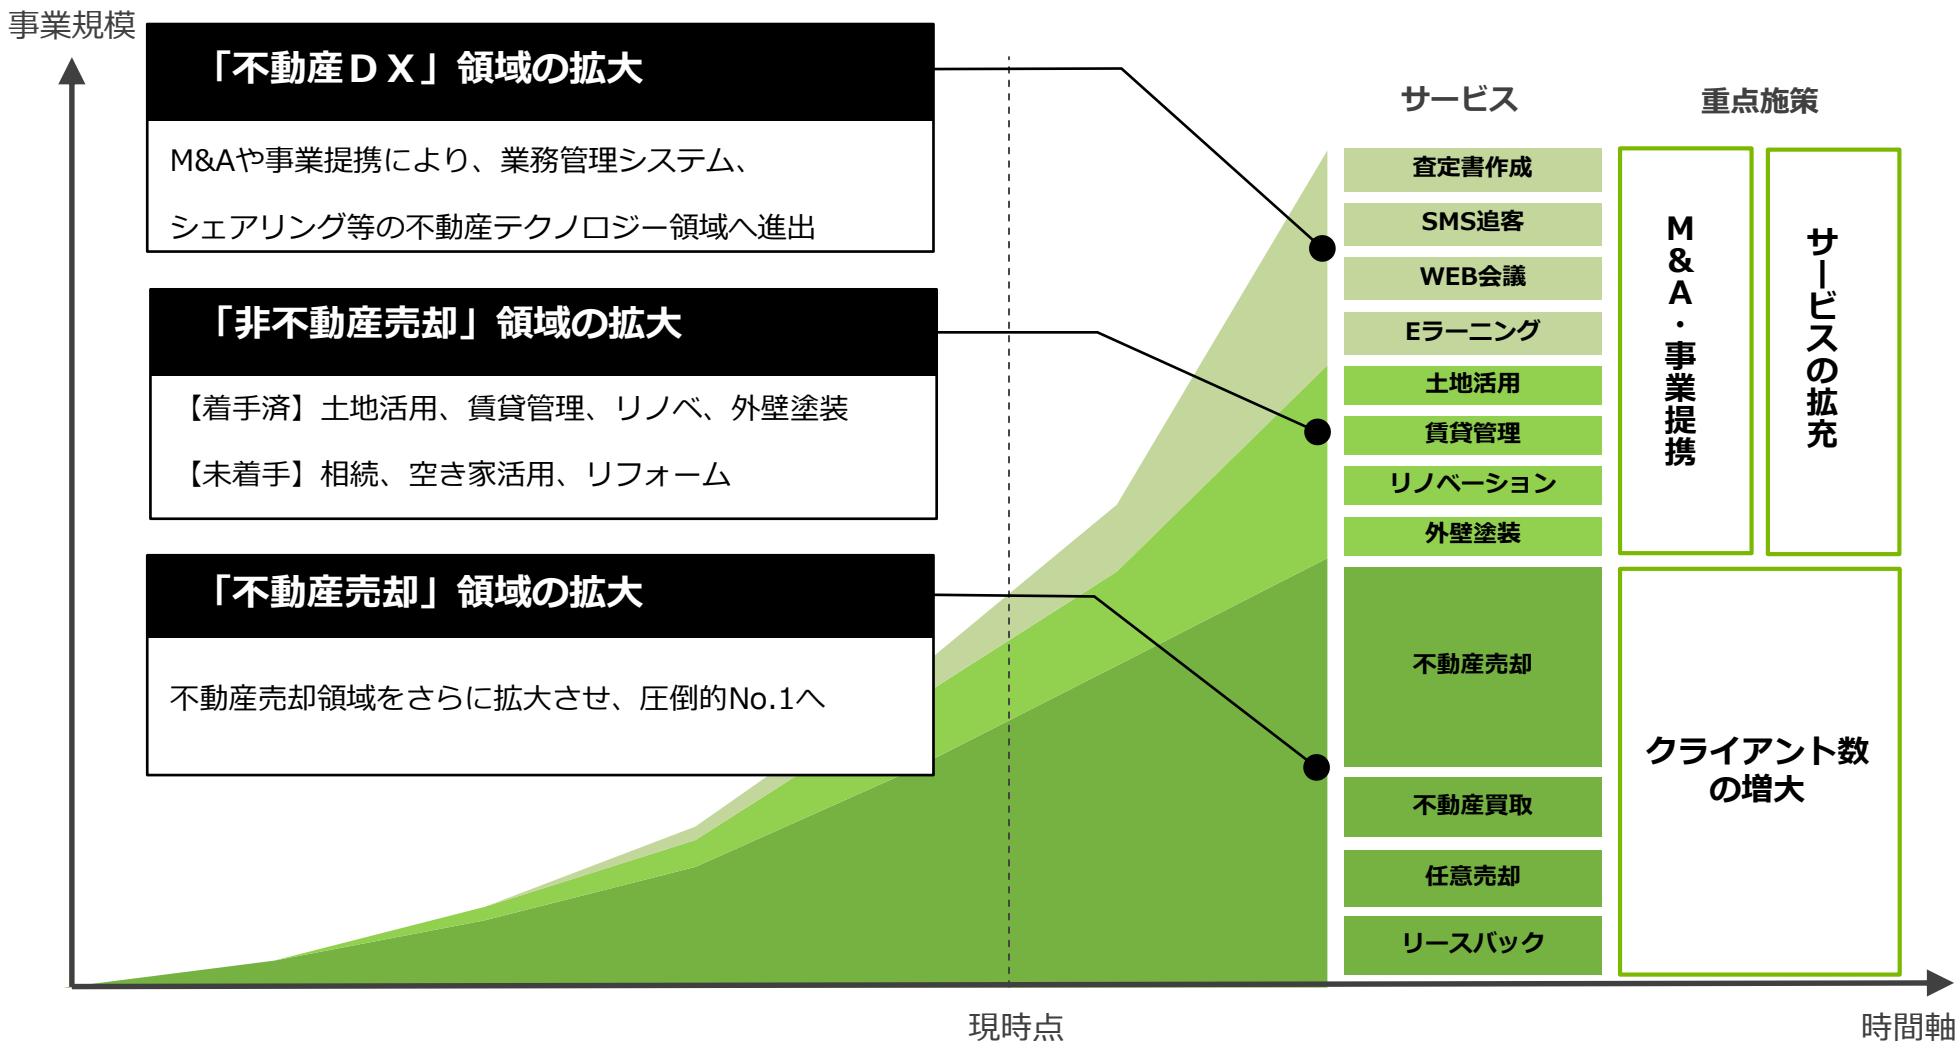 事業規模
「不動産DX」領域の拡大
M&Aや事業提携により、業務管理システム、
シェアリング等の不動産テクノロジー領域へ進出
「非不動産売却」領域の拡大
【着手済】土地活用、賃貸管理、リノベ、外壁塗装
【未着手】相続、空き家活用、リフォーム
「不動産売却」領域の拡大
不動産売却領域をさらに拡大させ、圧倒的No.1へ
サービス
査定書作成
SMS追客
WEB会議
Eラーニング
土地活用
賃貸管理
リノベーション
外壁塗装
不動産売却
不動産買取
任意売却
リースバック
重点施策
M&A・事業提携
サービスの拡充
クライアント数
の増大
現時点
時間軸